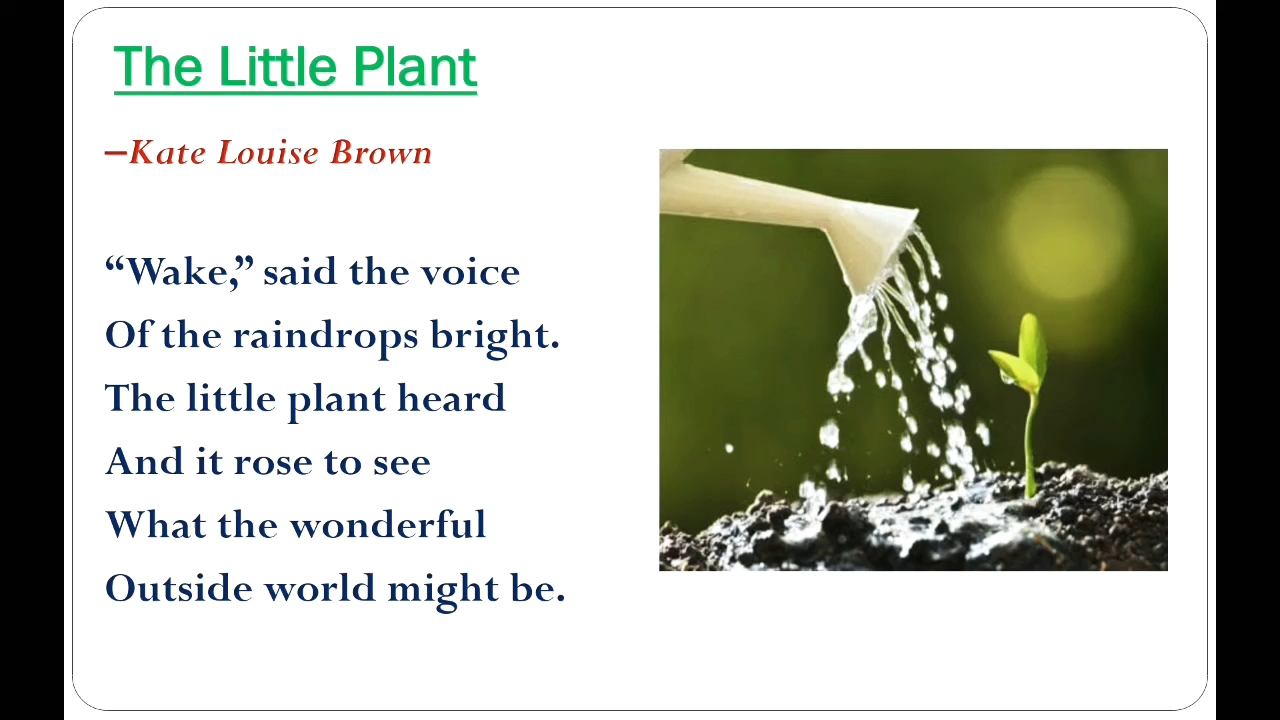 The Little Plant
–Kate Louise Brown
“Wake,” said the voice
Of the raindrops bright.
The little plant heard
And it rose to see
What the wonderful
Outside world might be.